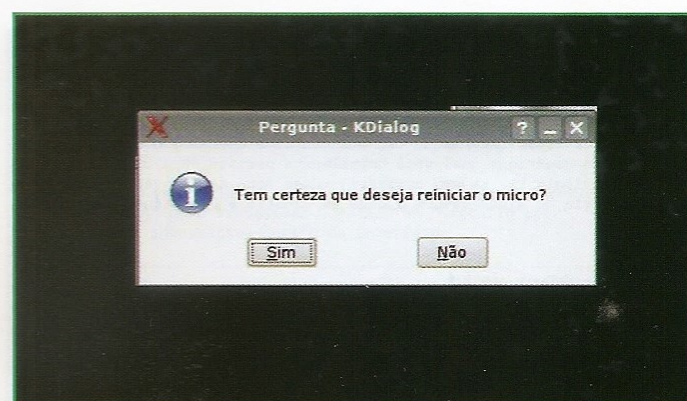 Pergunta - KDialog
Tem certeza que deseja reiniciar o micro?
Sim
Não